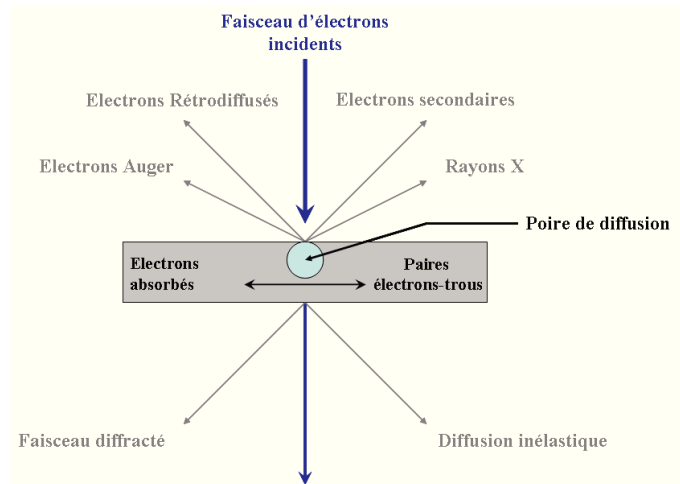 Faisceau d'électrons
incidents
Electrons Rétrodiffusés
Electrons secondaires
Electrons Auger
Rayons X
Poire de diffusion
Electrons
absorbés
Paires
électrons-trous
Faisceau diffracté
Diffusion inélastique